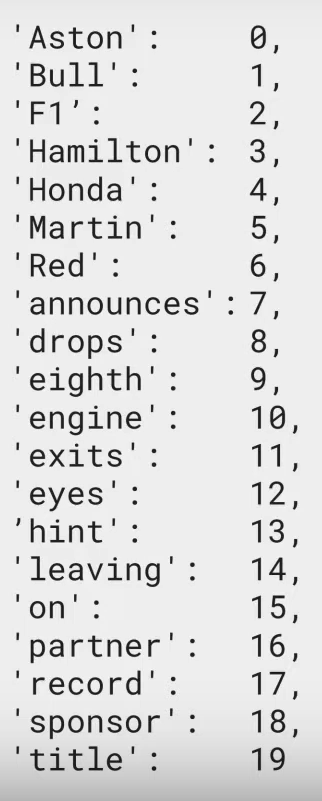 'Aston': 0,
'Bull': 1,
'F1’: 2,
'Hamilton': 3,
'Honda': 4,
'Martin': 5,
'Red': 6,
'announces': 7,
'drops': 8,
'eighth': 9,
'engine': 10,
'exits': 11,
'eyes': 12,
’hint': 13,
'leaving': 14,
'on': 15,
'partner': 16,
'record': 17,
'sponsor': 18,
'title': 19